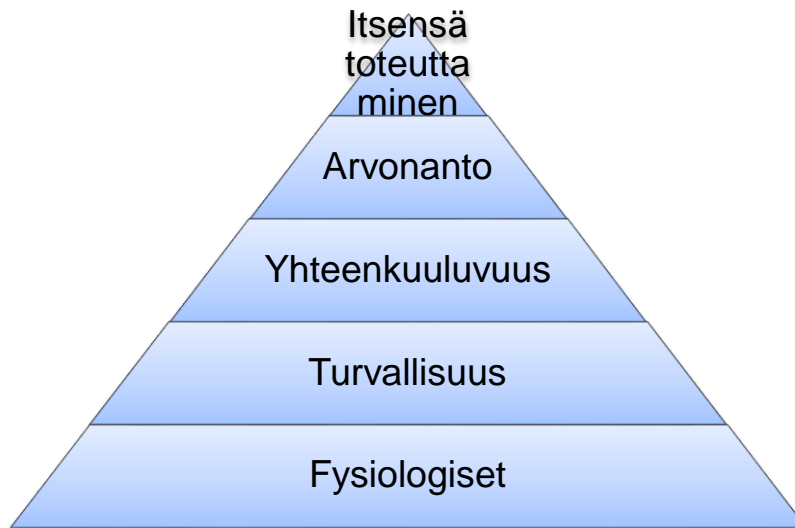 Itsensä
toteutta
minen
Arvonanto
Yhteenkuuluvuus
Turvallisuus
Fysiologiset